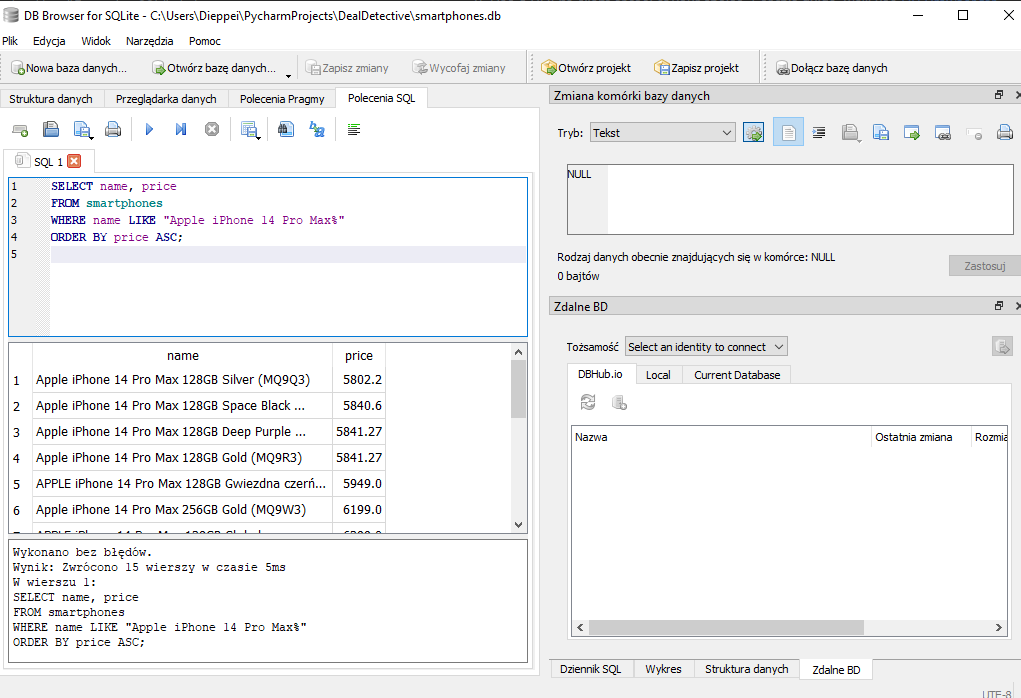 DB Browser for SQLite - C:\Users\Dieppei\PycharmProjects\DealDetective\smartphones.db
Plik Edycja Widok Narzędzia Pomoc
Nowa baza danych... Otwórz bazę danych... Zapisz zmiany Wycofaj zmiany Otwórz projekt Zapisz projekt Dołącz bazę danych
Struktura danych Przeglądarka danych Polecenia Pragmy Polecenia SQL
SQL 1
1 SELECT name, price
2 FROM smartphones
3 WHERE name LIKE "Apple iPhone 14 Pro Max%"
4 ORDER BY price ASC;
5
name price
1 Apple iPhone 14 Pro Max 128GB Silver (MQ9Q3) 5802.2
2 Apple iPhone 14 Pro Max 128GB Space Black ... 5840.6
3 Apple iPhone 14 Pro Max 128GB Deep Purple ... 5841.27
4 Apple iPhone 14 Pro Max 128GB Gold (MQ9R3) 5841.27
5 APPLE iPhone 14 Pro Max 128GB Gwiezdna czerń... 5949.0
6 Apple iPhone 14 Pro Max 256GB Gold (MQ9W3) 6199.0
Wykonano bez błędów.
Wynik: Zwrócono 15 wierszy w czasie 5ms
W wierszu 1:
SELECT name, price
FROM smartphones
WHERE name LIKE "Apple iPhone 14 Pro Max%"
ORDER BY price ASC;
Zmiana komórki bazy danych
Tryb: Tekst
NULL
Rodzaj danych obecnie znajdujących się w komórce: NULL
0 bajtów
Zastosuj
Zdalne BD
Tożsamość Select an identity to connect
DBHub.io Local Current Database
Nazwa Ostatnia zmiana Rozmia
Dziennik SQL Wykres Struktura danych Zdalne BD
UTF-8